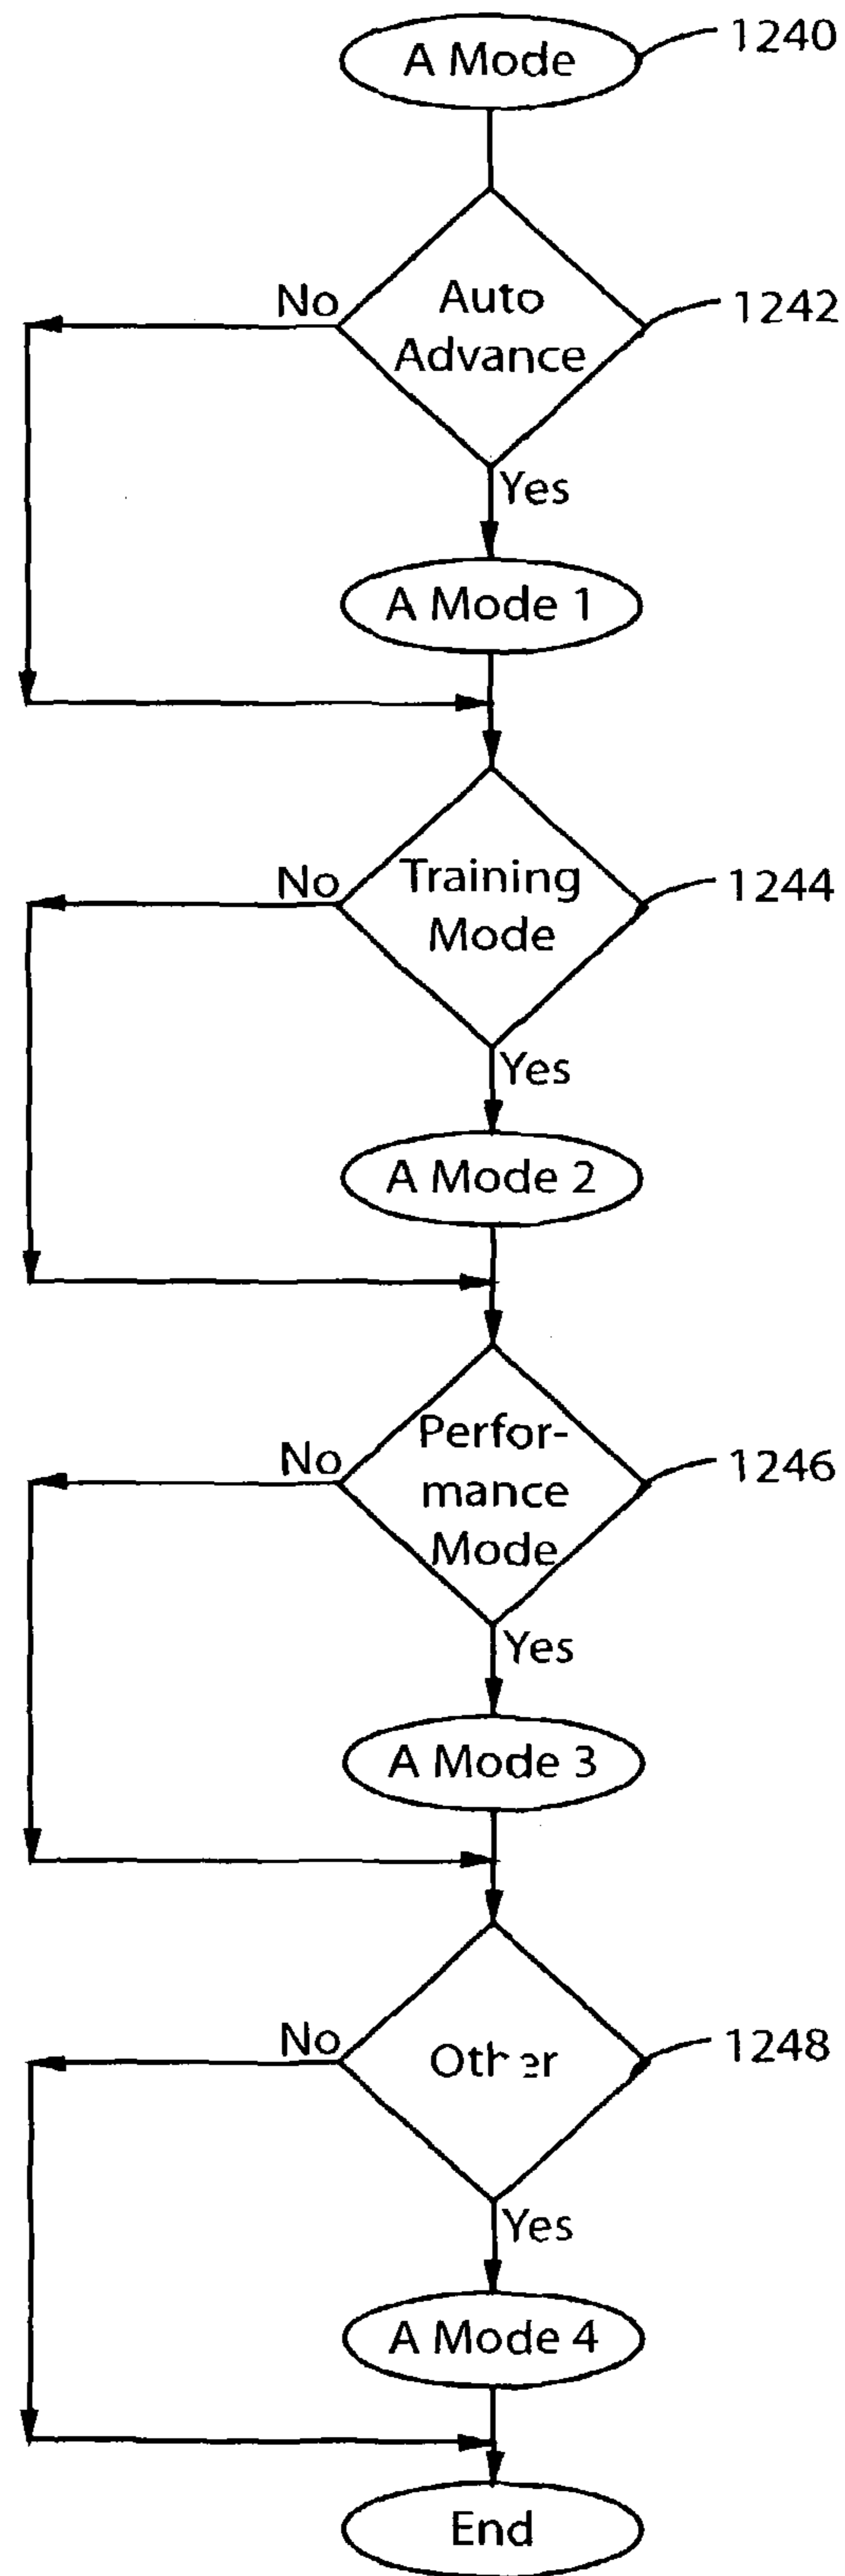 A Mode
1240
No
Auto
Advance
1242
Yes
A Mode 1
No
Training
Mode
1244
Yes
A Mode 2
No
Perfor-
mance
Mode
1246
Yes
A Mode 3
No
Other
1248
Yes
A Mode 4
End